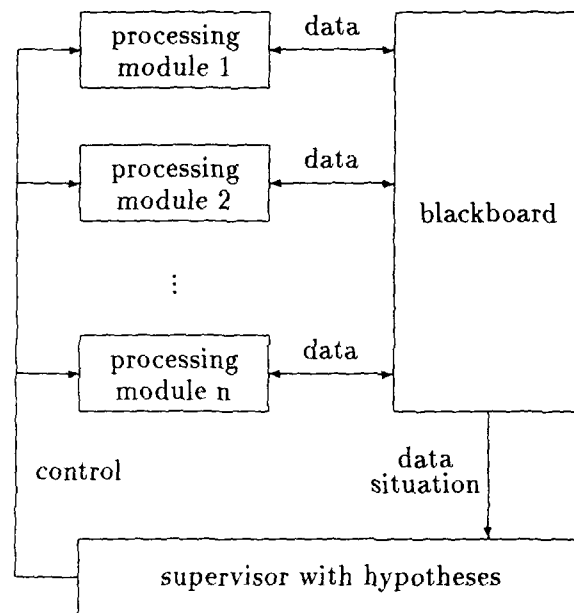 processing
module 1
data
processing
module 2
data
blackboard
⋮
processing
module n
data
control
data
situation
supervisor with hypotheses